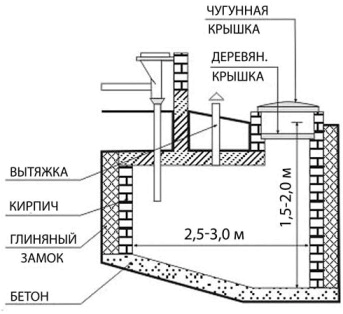 ЧУГУННАЯ
КРЫШКА
ДЕРЕВЯН.
КРЫШКА
ВЫТЯЖКА
КИРПИЧ
ГЛИНЯНЫЙ
ЗАМОК
БЕТОН
2,5-3,0 м
1,5-2,0 м